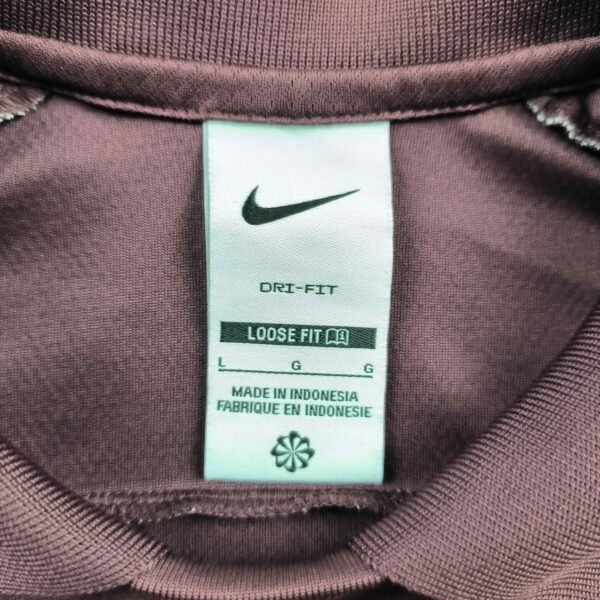 DRI-FIT
LOOSE FIT
L G G
MADE IN INDONESIA
FABRIQUE EN INDONESIE